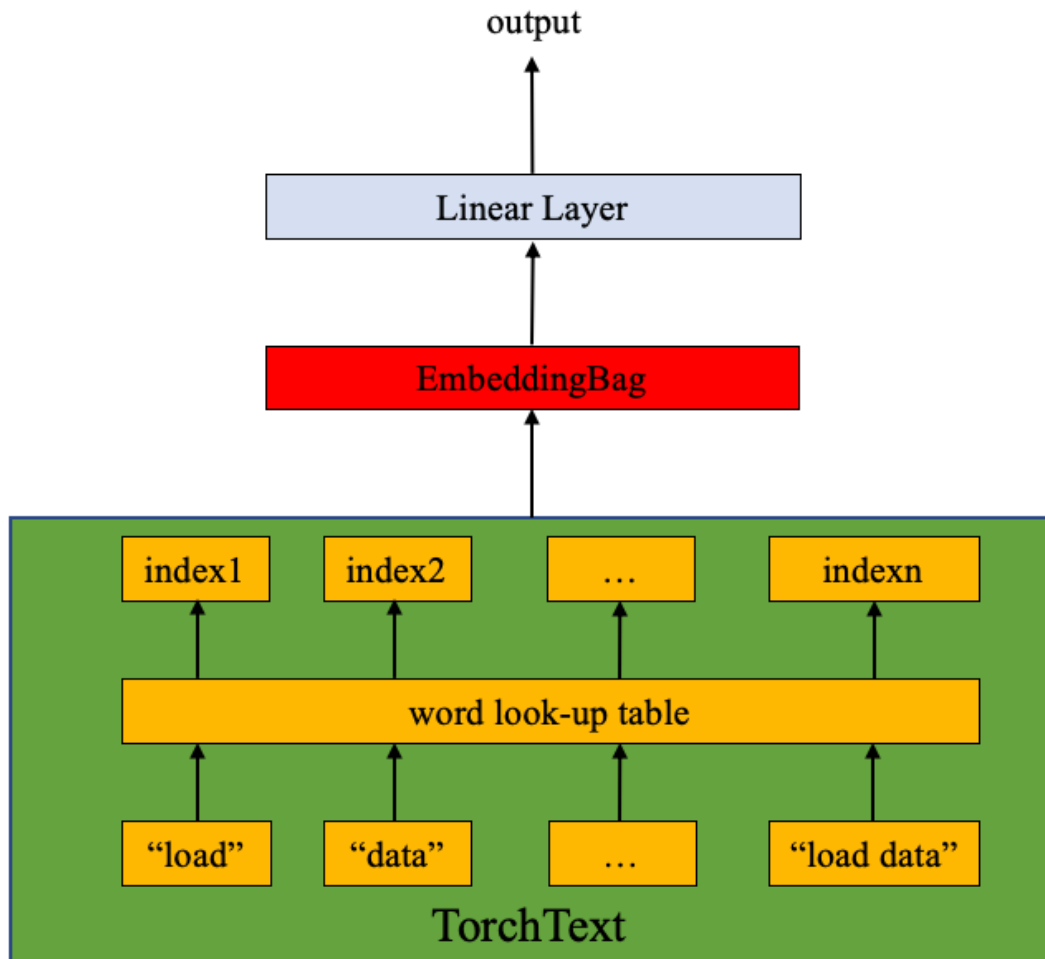 output
Linear Layer
EmbeddingBag
index1 index2 … indexn
word look-up table
“load” “data” … “load data”
TorchText